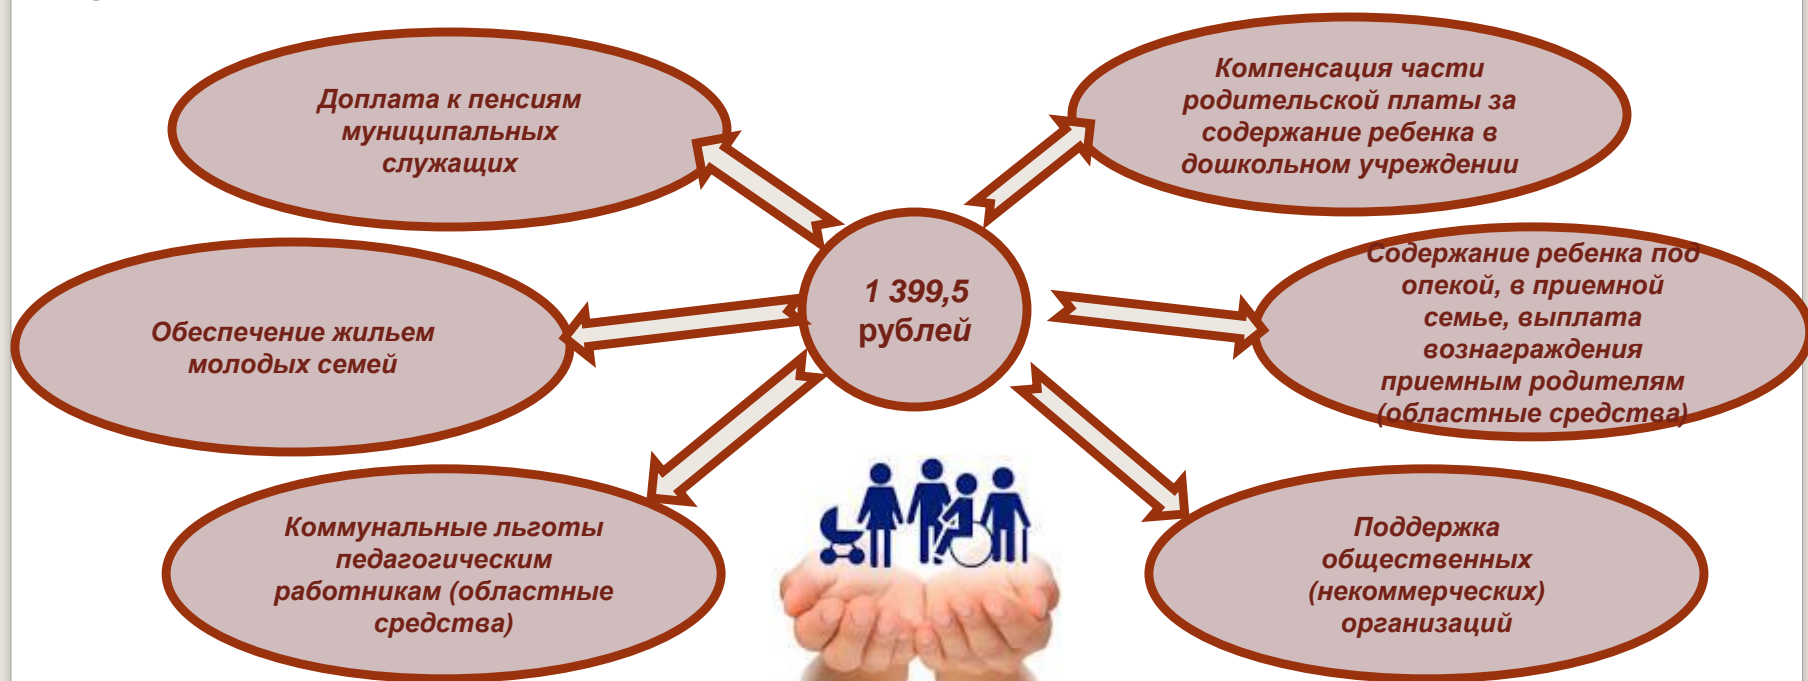 Доплата к пенсиям
муниципальных
служащих
Компенсация части
родительской платы за
содержание ребенка в
дошкольном учреждении
Обеспечение жильем
молодых семей
1 399,5
рублей
Содержание ребенка под
опекой, в приемной
семье, выплата
вознаграждения
приемным родителям
(областные средства)
Коммунальные льготы
педагогическим
работникам (областные
средства)
Поддержка
общественных
(некоммерческих)
организаций